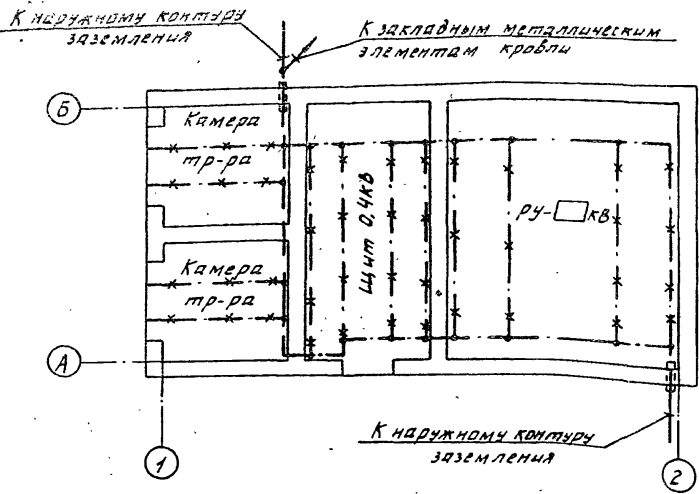 К наружному контуру
заземления
К закладным металлическим
элементам кровли
Б
Камера
тр-ра
Щит 0,4кВ
РУ- кВ
Камера
тр-ра
А
К наружному контуру
заземления
1
2